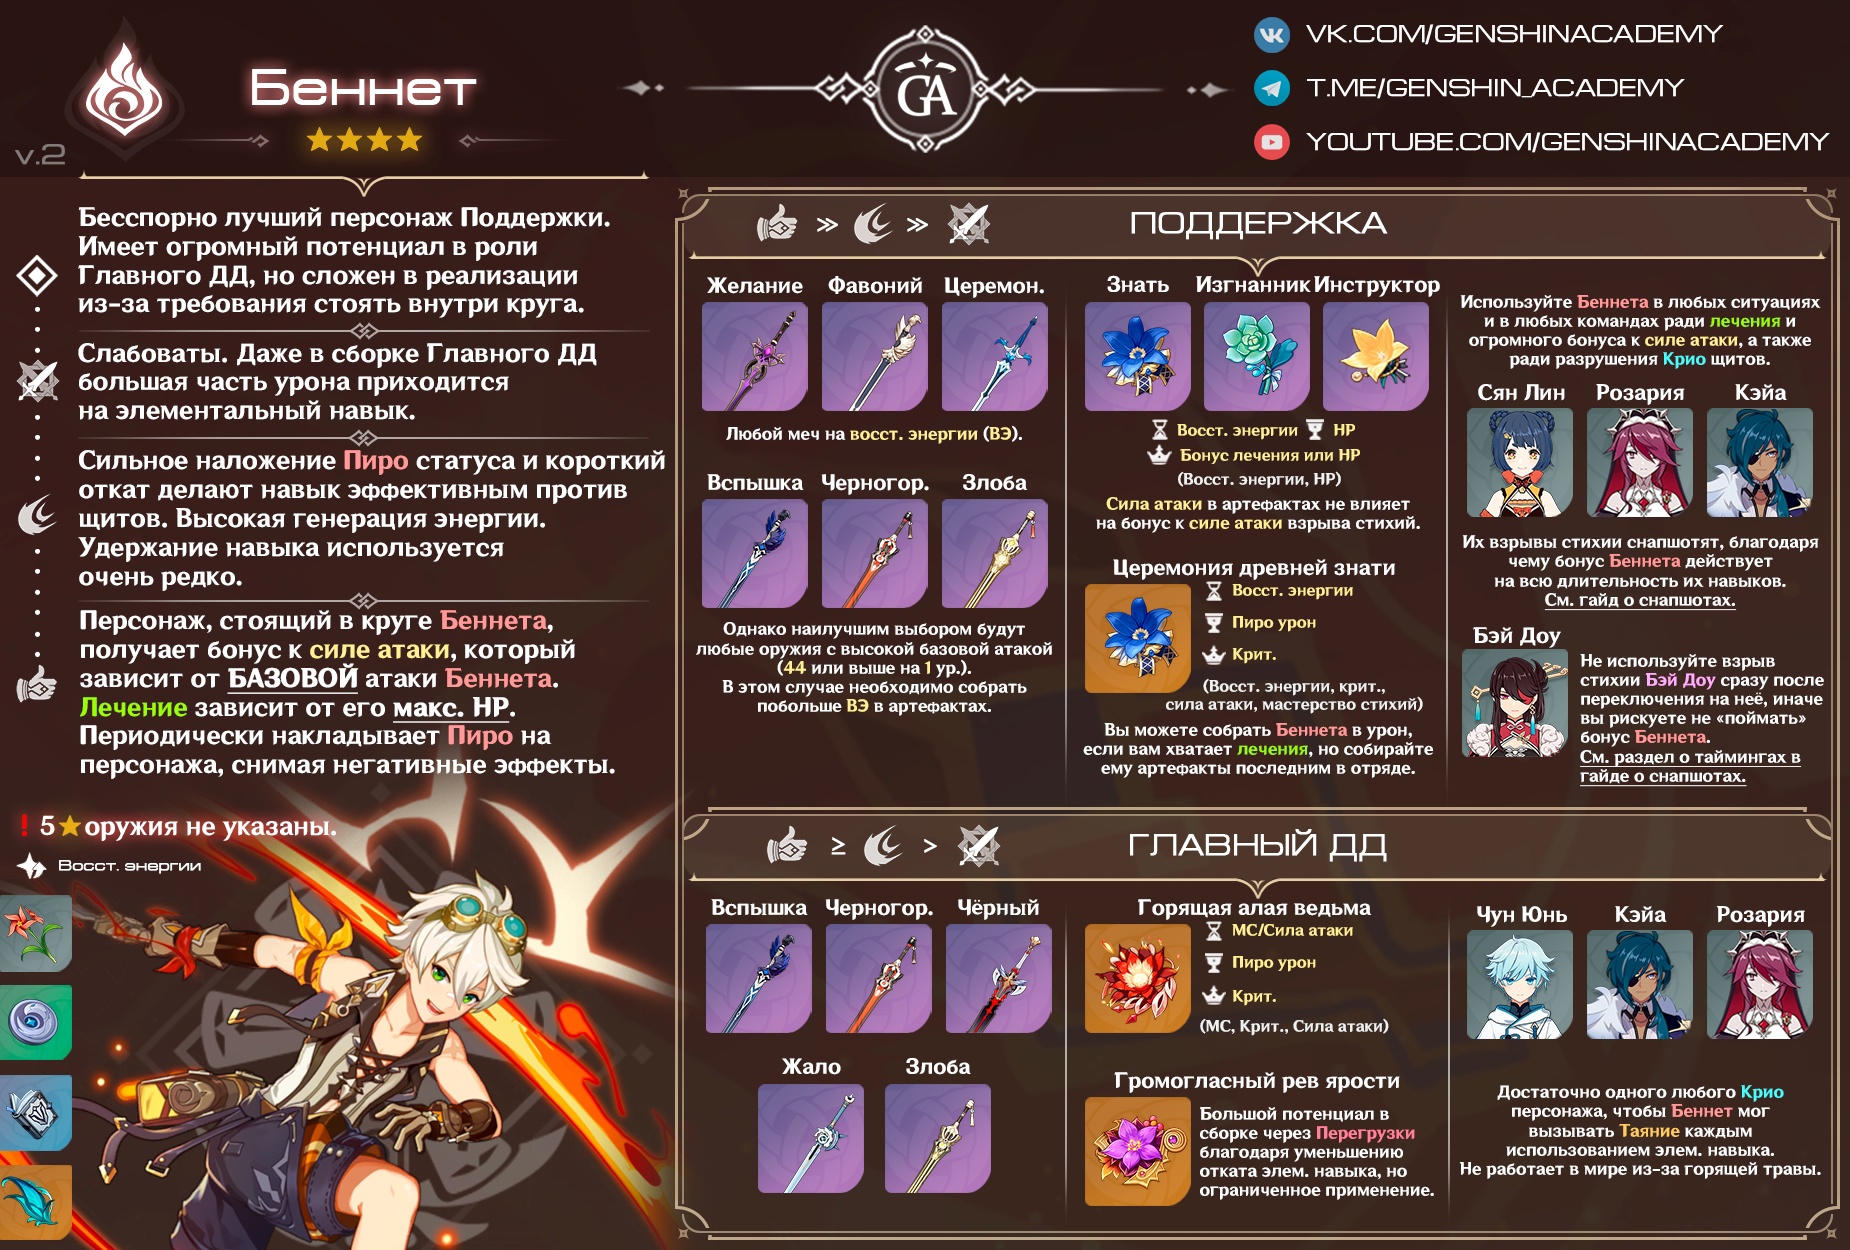 Беннет
v.2
GA
VK.COM/GENSHINACADEMY
T.ME/GENSHIN_ACADEMY
YOUTUBE.COM/GENSHINACADEMY
Бесспорно лучший персонаж Поддержки.
Имеет огромный потенциал в роли
Главного ДД, но сложен в реализации
из-за требования стоять внутри круга.
Слабоваты. Даже в сборке Главного ДД
большая часть урона приходится
на элементальный навык.
Сильное наложение Пиро статуса и короткий
откат делают навык эффективным против
щитов. Высокая генерация энергии.
Удержание навыка используется
очень редко.
Персонаж, стоящий в круге Беннета,
получает бонус к силе атаки, который
зависит от БАЗОВОЙ атаки Беннета.
Лечение зависит от его макс. HP.
Периодически накладывает Пиро на
персонажа, снимая негативные эффекты.
! 5★ оружия не указаны.
Восст. энергии
» » ПОДДЕРЖКА
Желание Фавоний Церемон.
Любой меч на восст. энергии (ВЭ).
Вспышка Черногор. Злоба
Однако наилучшим выбором будут
любые оружия с высокой базовой атакой
(44 или выше на 1 ур.).
В этом случае необходимо собрать
побольше ВЭ в артефактах.
Знать Изгнанник Инструктор
Восст. энергии HP
Бонус лечения или HP
(Восст. энергии, HP)
Сила атаки в артефактах не влияет
на бонус к силе атаки взрыва стихий.
Церемония древней знати
Восст. энергии
Пиро урон
Крит.
(Восст. энергии, крит.,
сила атаки, мастерство стихий)
Вы можете собрать Беннета в урон,
если вам хватает лечения, но собирайте
ему артефакты последним в отряде.
Используйте Беннета в любых ситуациях
и в любых командах ради лечения и
огромного бонуса к силе атаки, а также
ради разрушения Крио щитов.
Сян Лин Розария Кэйа
Их взрывы стихии снапшотят, благодаря
чему бонус Беннета действует
на всю длительность их навыков.
См. гайд о снапшотах.
Бэй Доу
Не используйте взрыв
стихии Бэй Доу сразу после
переключения на неё, иначе
вы рискуете не «поймать»
бонус Беннета.
См. раздел о таймингах в
гайде о снапшотах.
≥ > ГЛАВНЫЙ ДД
Вспышка Черногор. Чёрный
Жало Злоба
Горящая алая ведьма
МС/Сила атаки
Пиро урон
Крит.
(МС, Крит., Сила атаки)
Громогласный рев ярости
Большой потенциал в
сборке через Перегрузки
благодаря уменьшению
отката элем. навыка, но
ограниченное применение.
Чун Юнь Кэйа Розария
Достаточно одного любого Крио
персонажа, чтобы Беннет мог
вызывать Таяние каждым
использованием элем. навыка.
Не работает в мире из-за горящей травы.